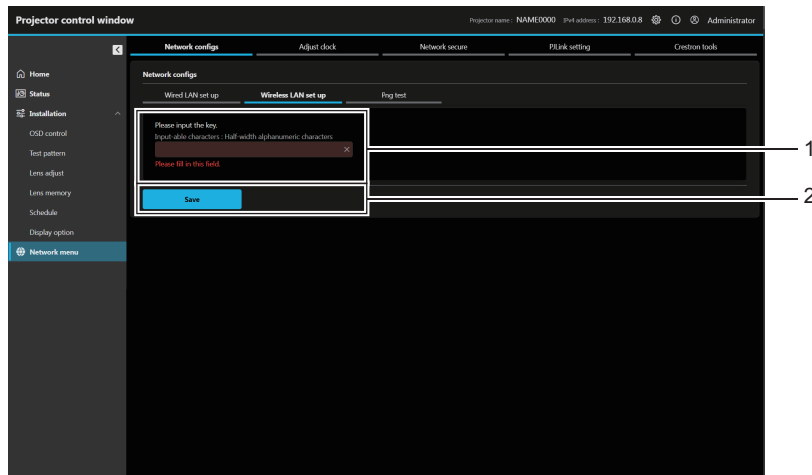 Projector control window
Projector name : NAME0000 IPv4 address : 192.168.0.8 Administrator
Network configs Adjust clock Network secure PJLink setting Crestron tools
Home
Status
Installation
OSD control
Test pattern
Lens adjust
Lens memory
Schedule
Display option
Network menu
Network configs
Wired LAN set up Wireless LAN set up Png test
Please input the key.
Input-able characters : Half-width alphanumeric characters
Please fill in this field.
Save
1
2